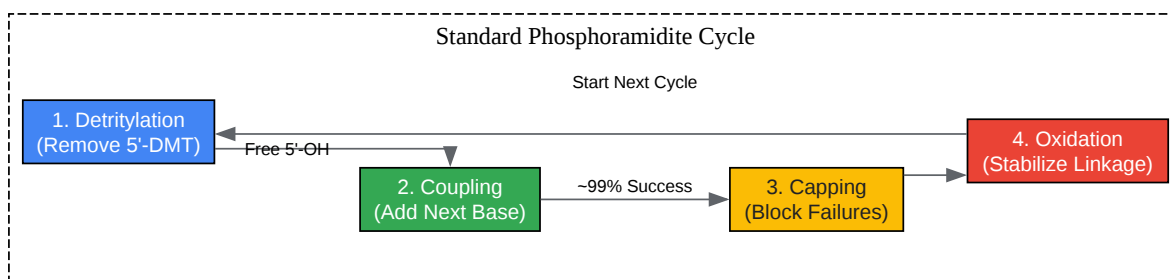 Standard Phosphoramidite Cycle
Start Next Cycle
1. Detritylation
(Remove 5'-DMT)
Free 5'-OH
2. Coupling
(Add Next Base)
~99% Success
3. Capping
(Block Failures)
4. Oxidation
(Stabilize Linkage)